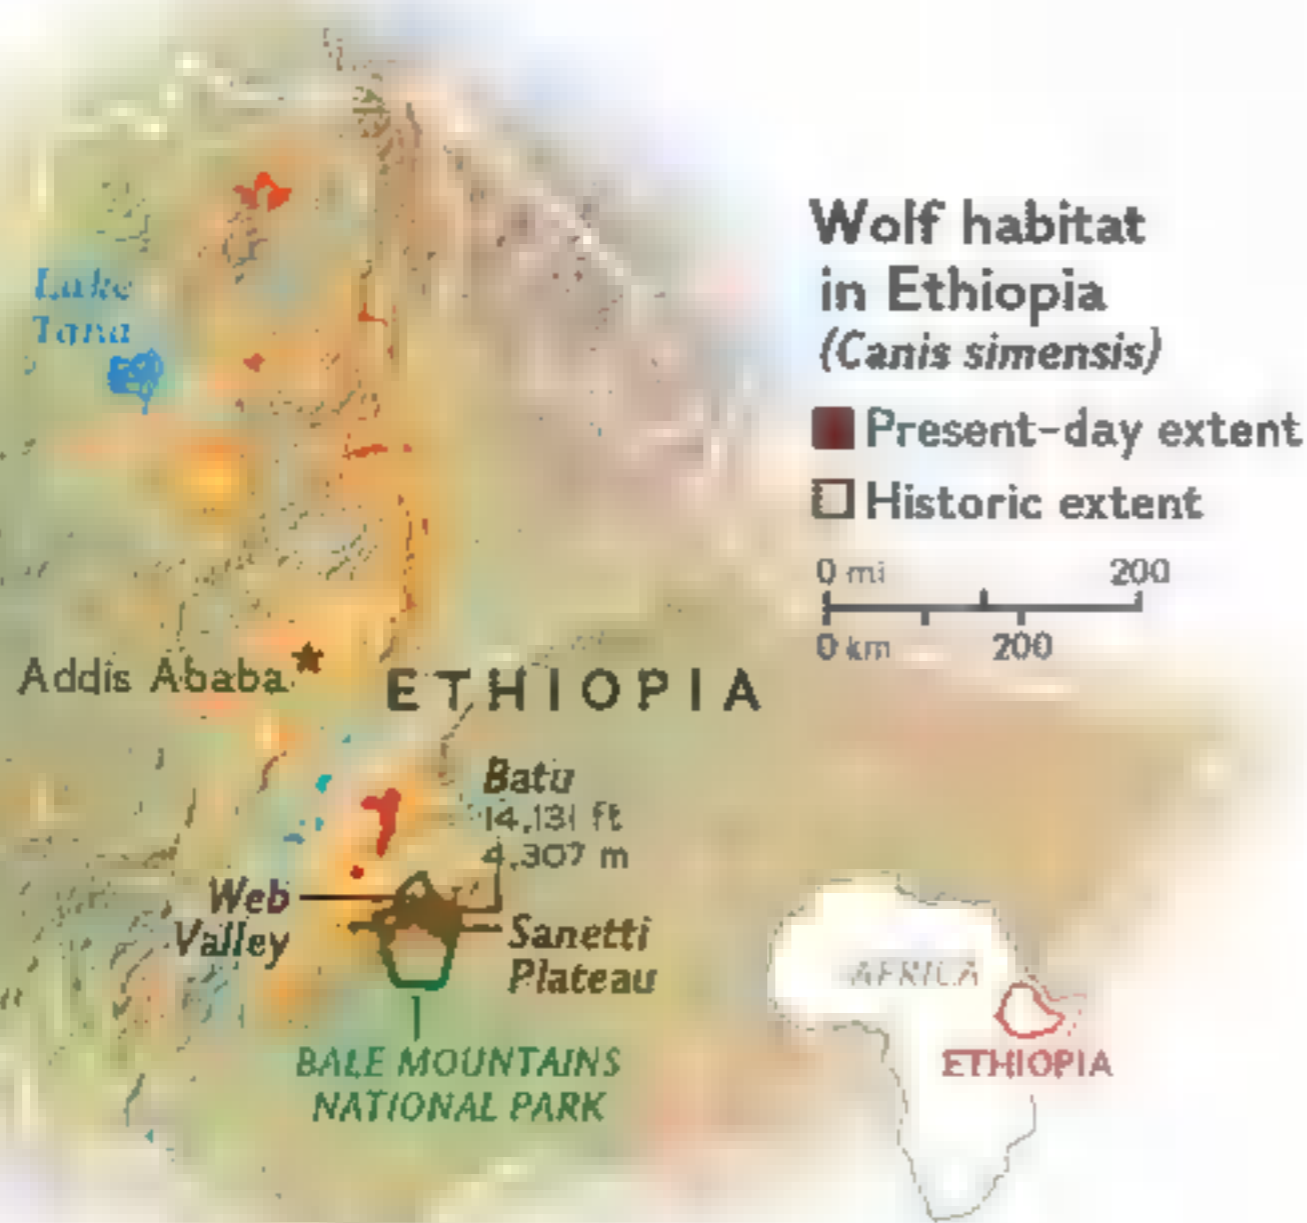 Wolf habitat
in Ethiopia
(Canis simensis)
Present-day extent
Historic extent
0 mi 200
0 km 200
Lake
Tana
Addis Ababa
ETHIOPIA
Batu
14,131 ft
4,307 m
Web
Valley
Sanetti
Plateau
BALE MOUNTAINS
NATIONAL PARK
AFRICA
ETHIOPIA